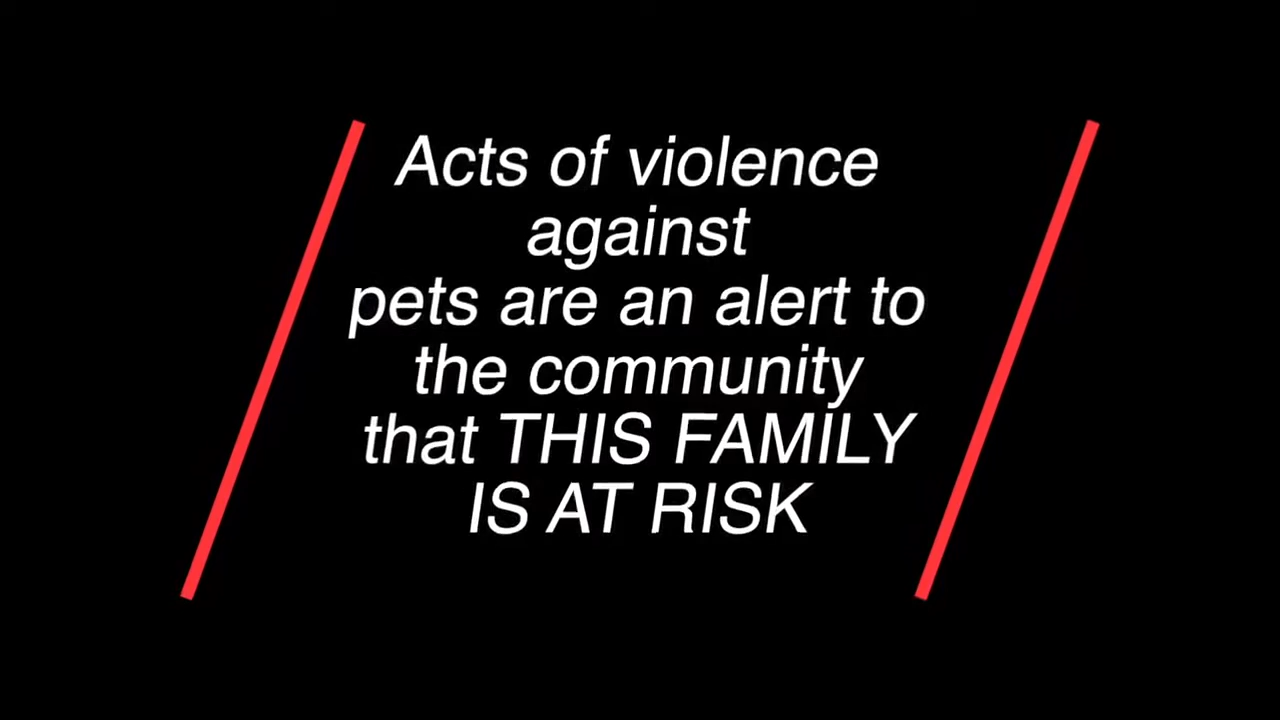 Acts of violence
against
pets are an alert to
the community
that THIS FAMILY
IS AT RISK